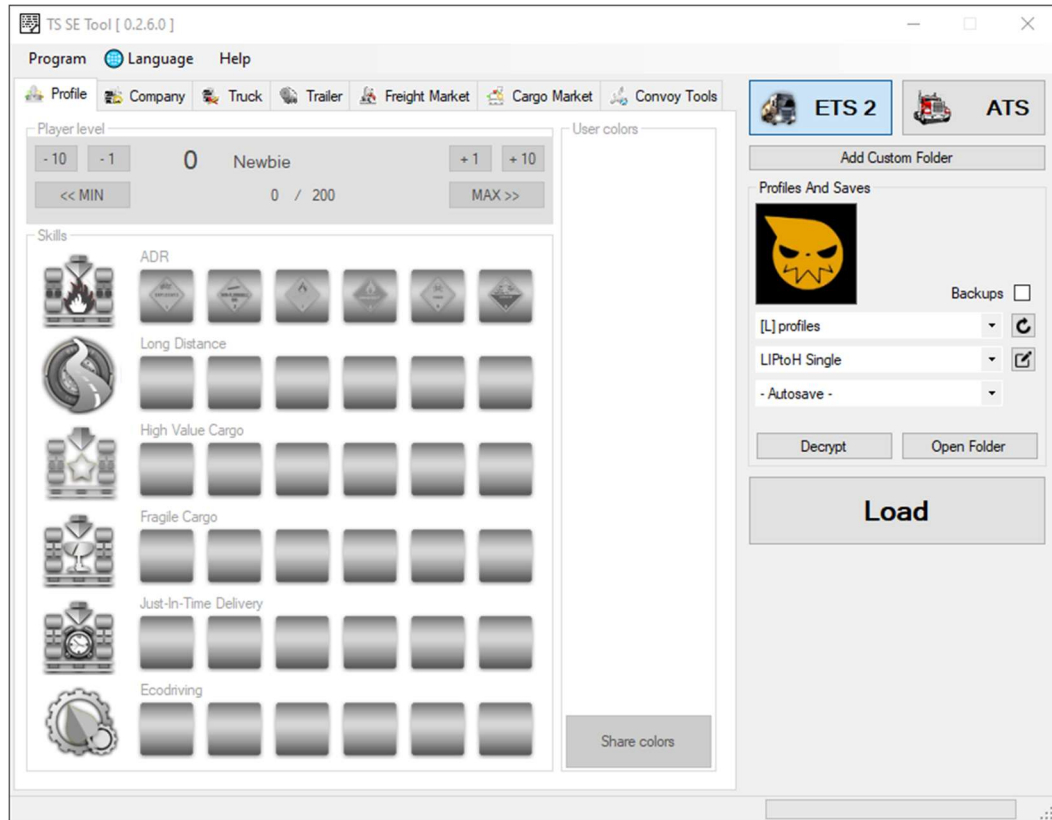 TS SE Tool [ 0.2.6.0 ]
Program Language Help
Profile Company Truck Trailer Freight Market Cargo Market Convoy Tools
Player level
- 10 - 1 0 Newbie + 1 + 10
<< MIN 0 / 200 MAX >>
Skills
ADR
Long Distance
High Value Cargo
Fragile Cargo
Just-In-Time Delivery
Ecodriving
User colors
Share colors
ETS 2 ATS
Add Custom Folder
Profiles And Saves
Backups
[L] profiles
LIPtoH Single
- Autosave -
Decrypt Open Folder
Load